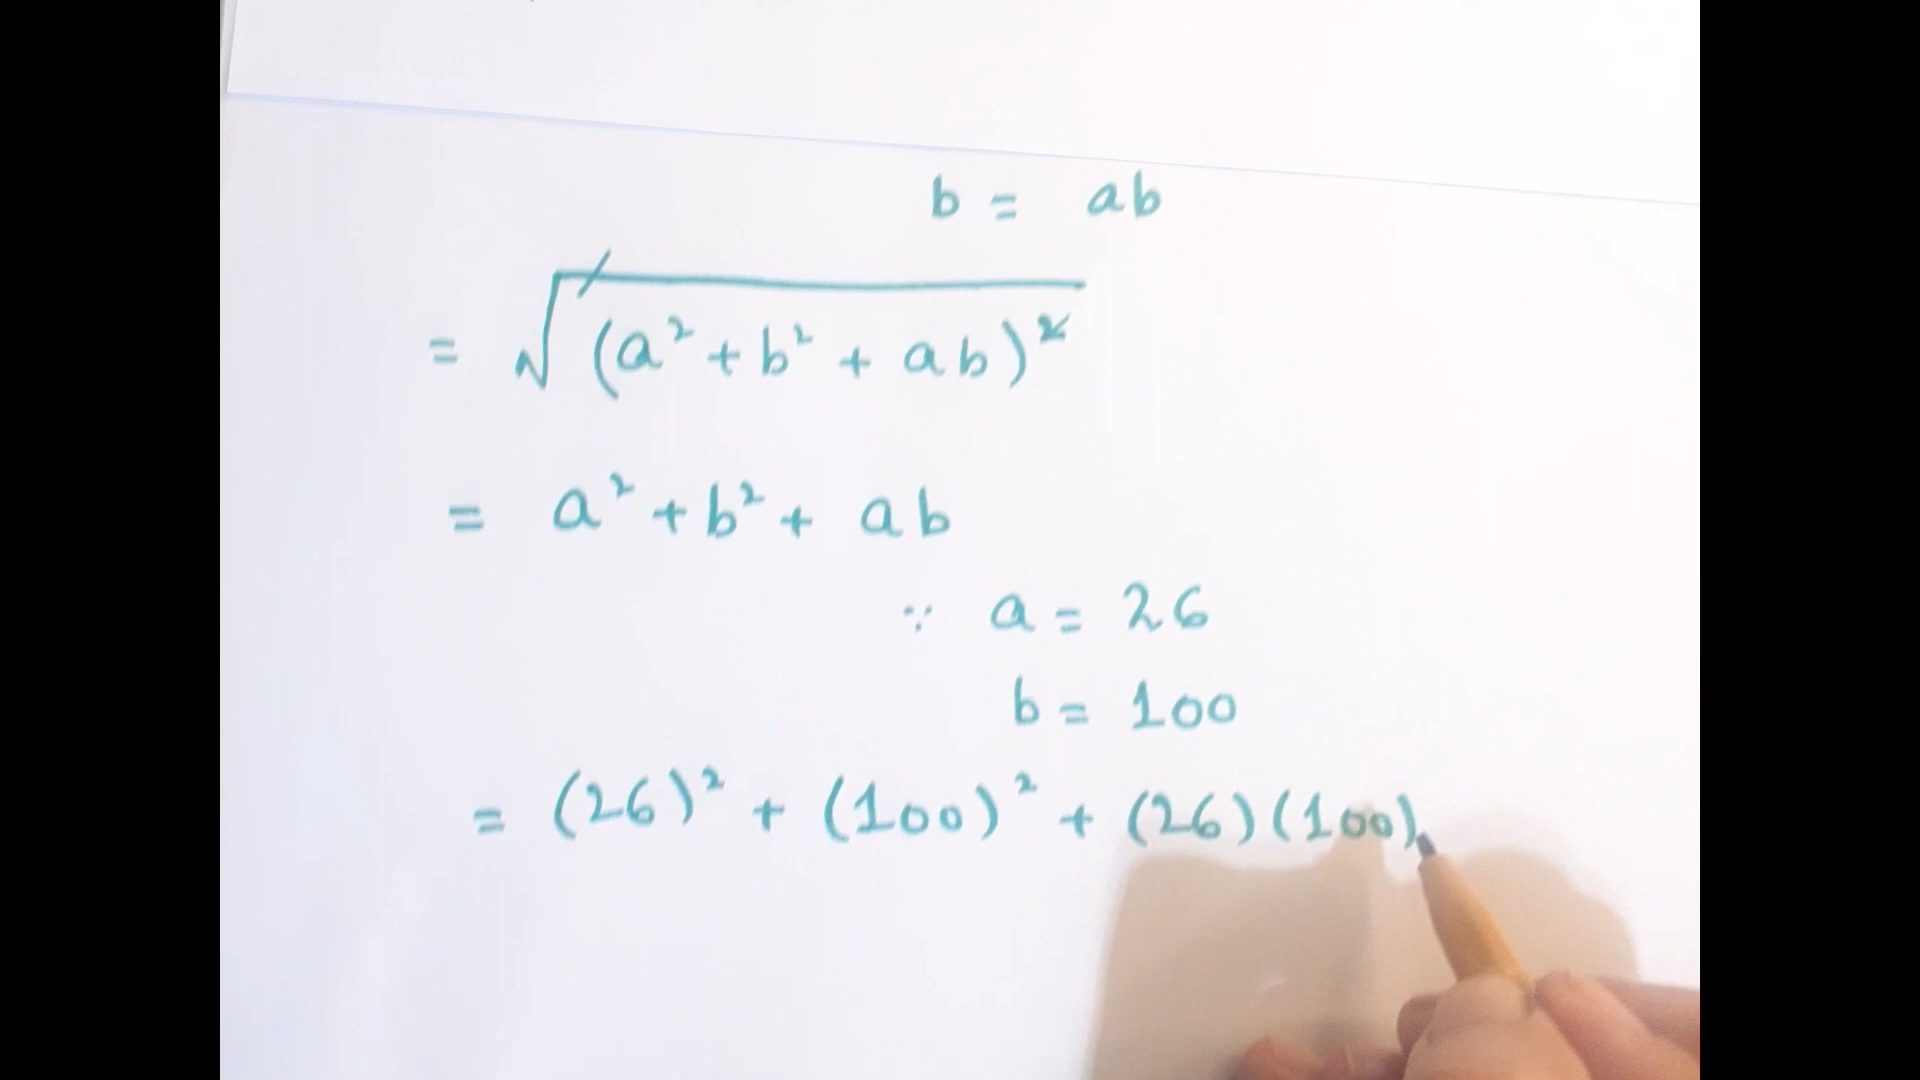 b = ab
= √(a² + b² + ab)²
= a² + b² + ab
∵ a = 26
b = 100
= (26)² + (100)² + (26)(100)